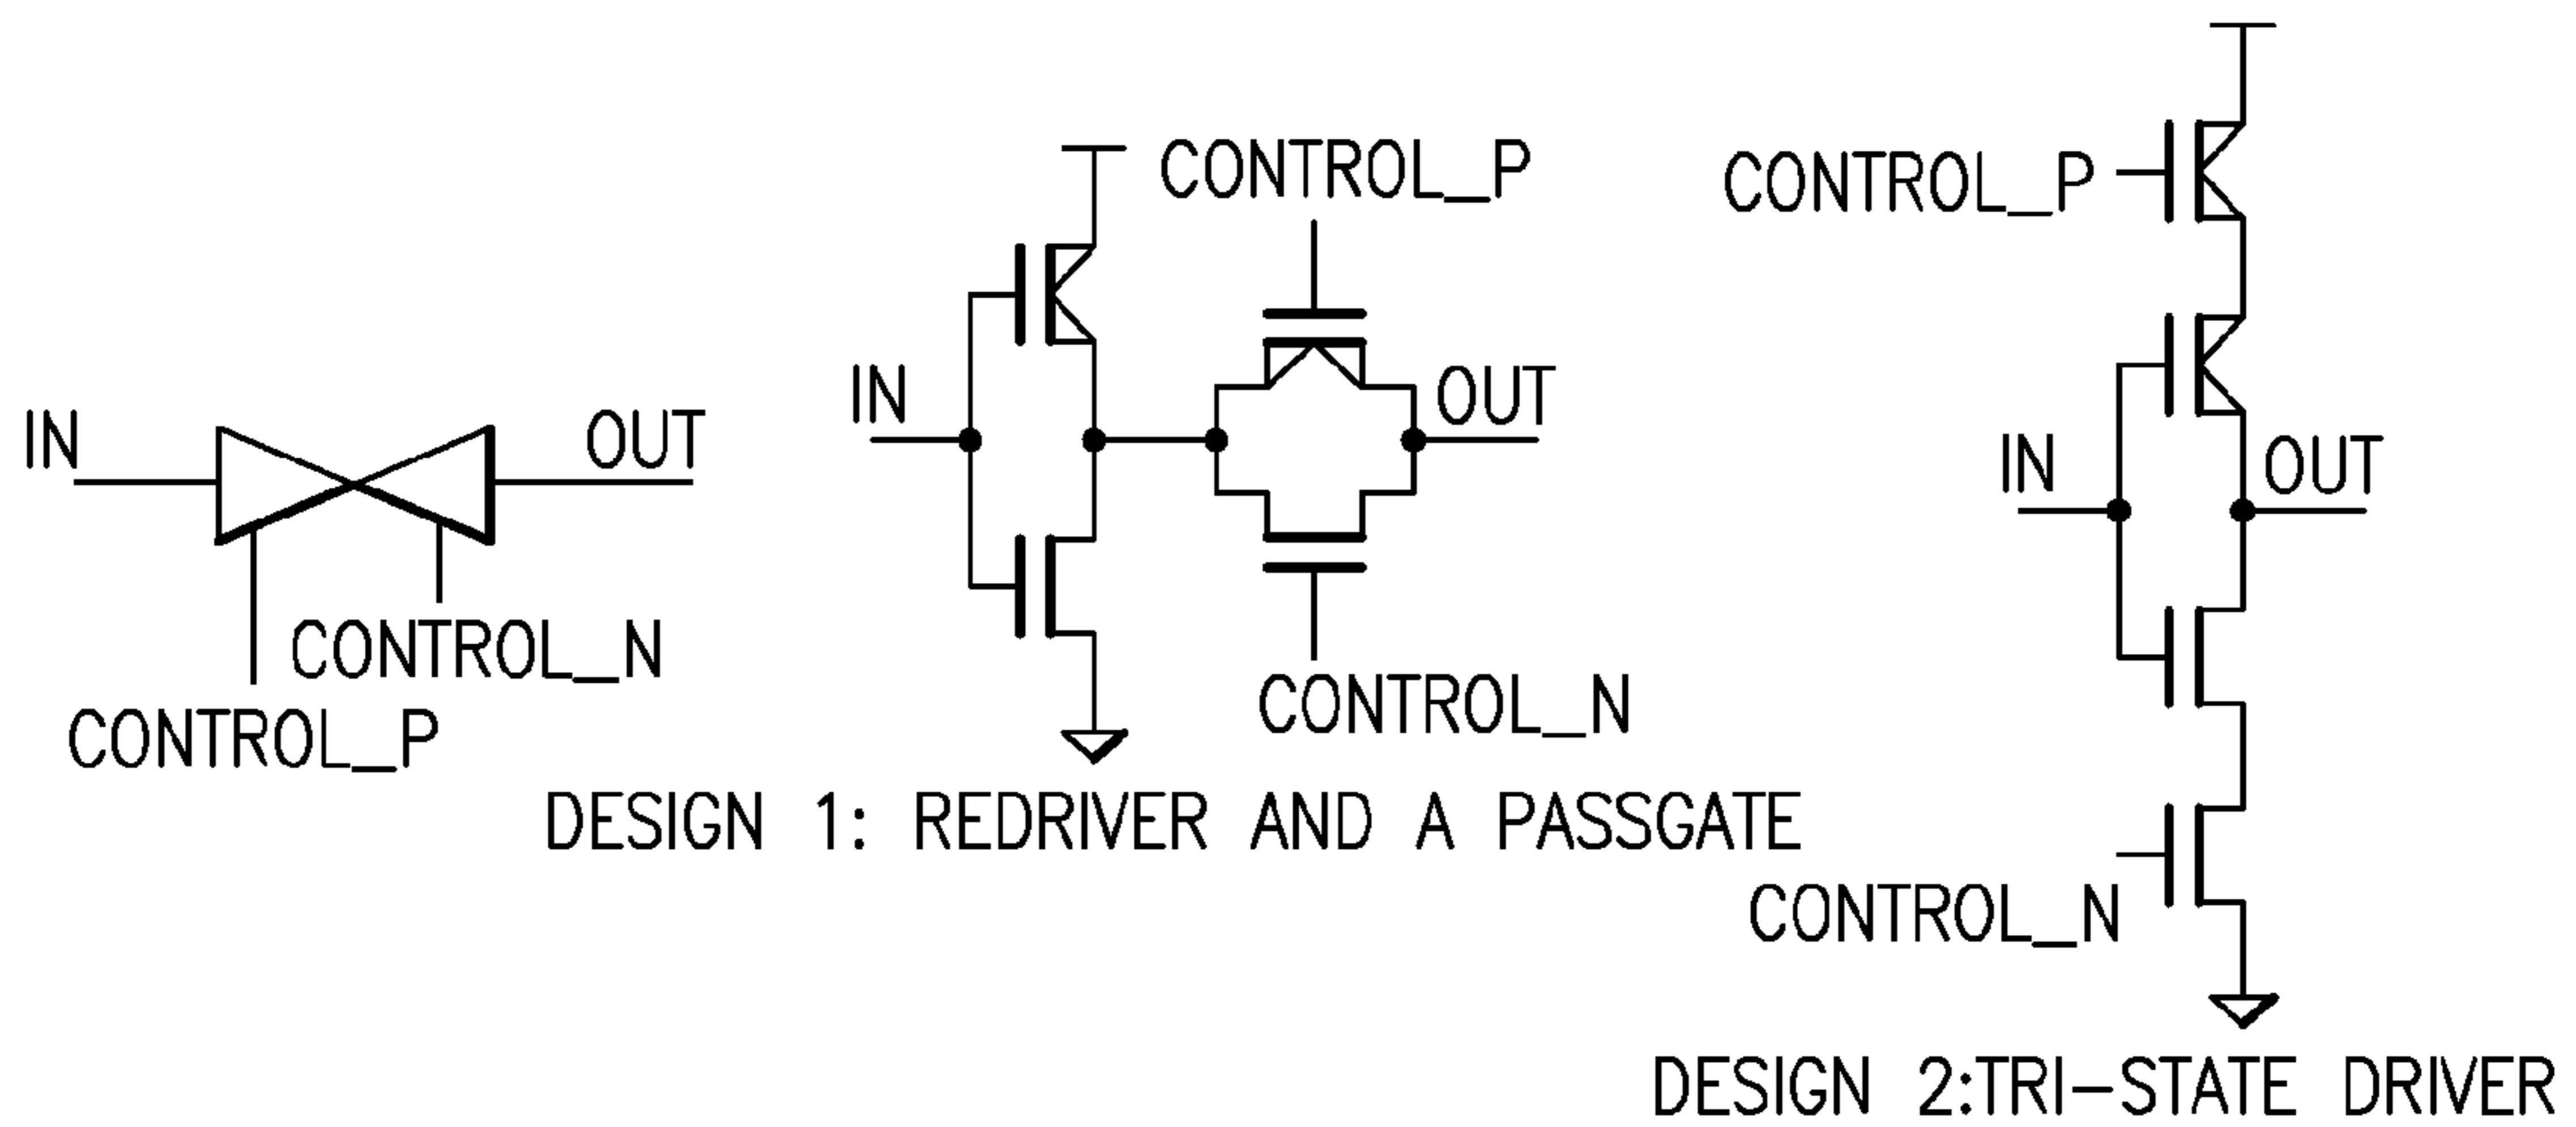 IN
OUT
CONTROL_N
CONTROL_P
IN
CONTROL_P
OUT
CONTROL_N
DESIGN 1: REDRIVER AND A PASSGATE
CONTROL_P
IN
OUT
CONTROL_N
DESIGN 2:TRI-STATE DRIVER